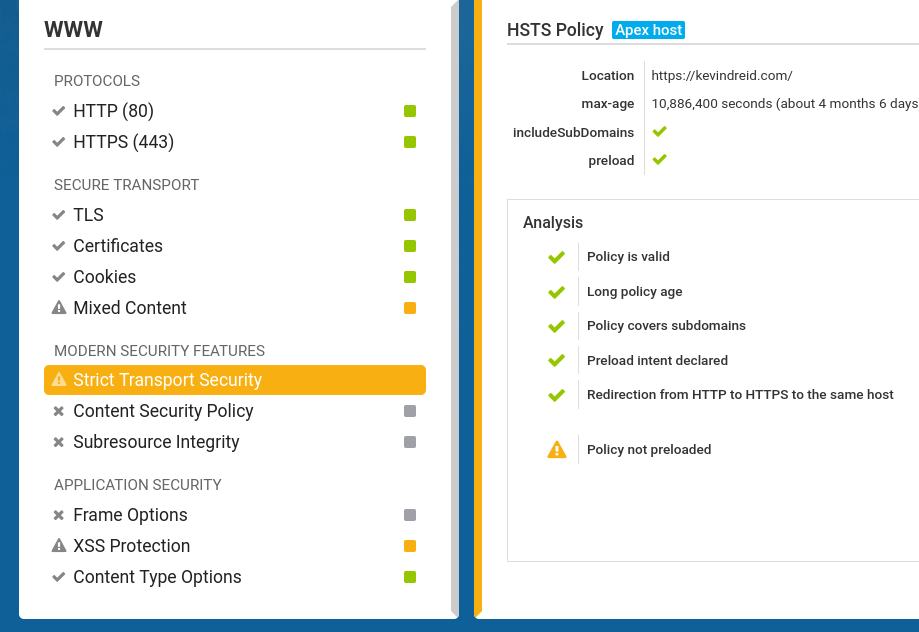 WWW
PROTOCOLS
HTTP (80)
HTTPS (443)
SECURE TRANSPORT
TLS
Certificates
Cookies
Mixed Content
MODERN SECURITY FEATURES
Strict Transport Security
Content Security Policy
Subresource Integrity
APPLICATION SECURITY
Frame Options
XSS Protection
Content Type Options
HSTS Policy Apex host
Location https://kevindreid.com/
max-age 10,886,400 seconds (about 4 months 6 days
includeSubDomains
preload
Analysis
Policy is valid
Long policy age
Policy covers subdomains
Preload intent declared
Redirection from HTTP to HTTPS to the same host
Policy not preloaded